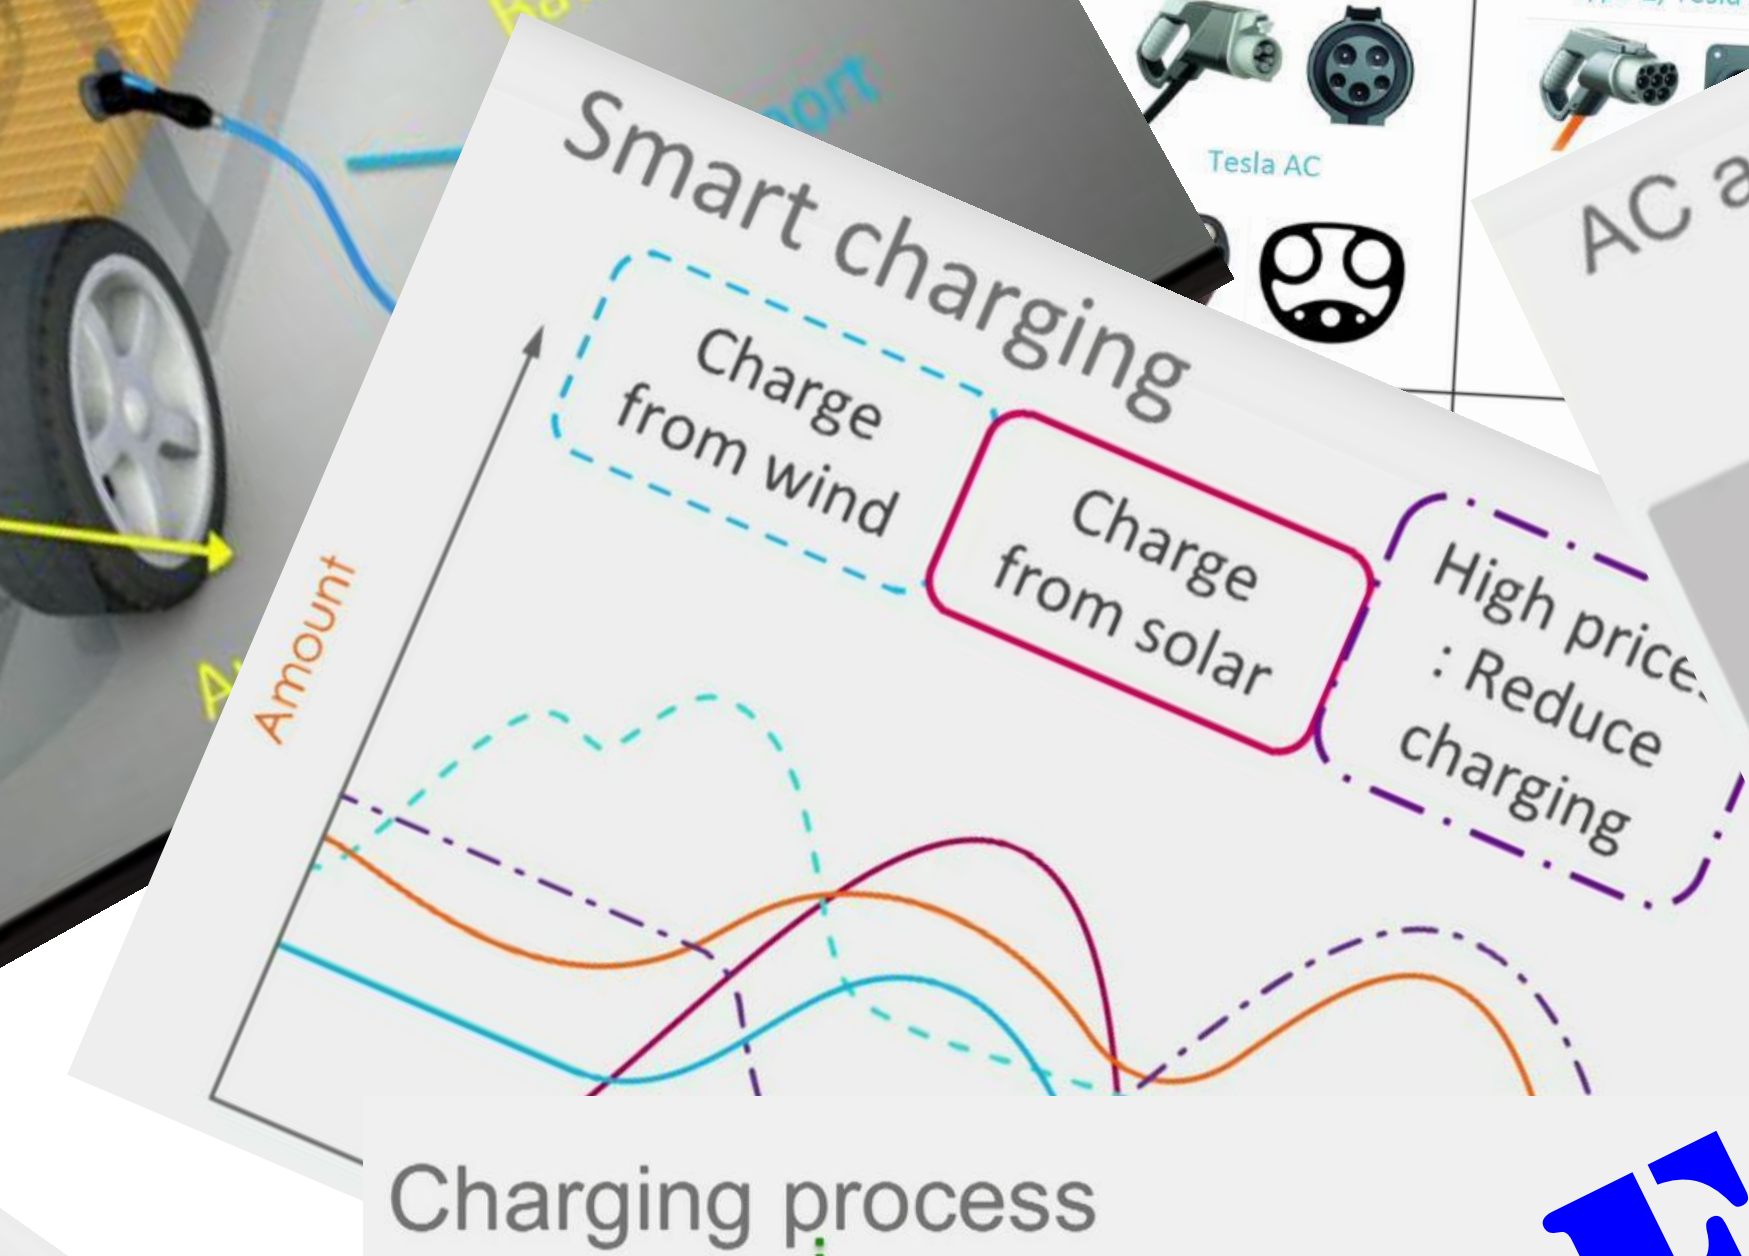 Tesla AC
AC
Smart charging
Charge
from wind
Charge
from solar
High price
: Reduce
charging
Amount
Charging process